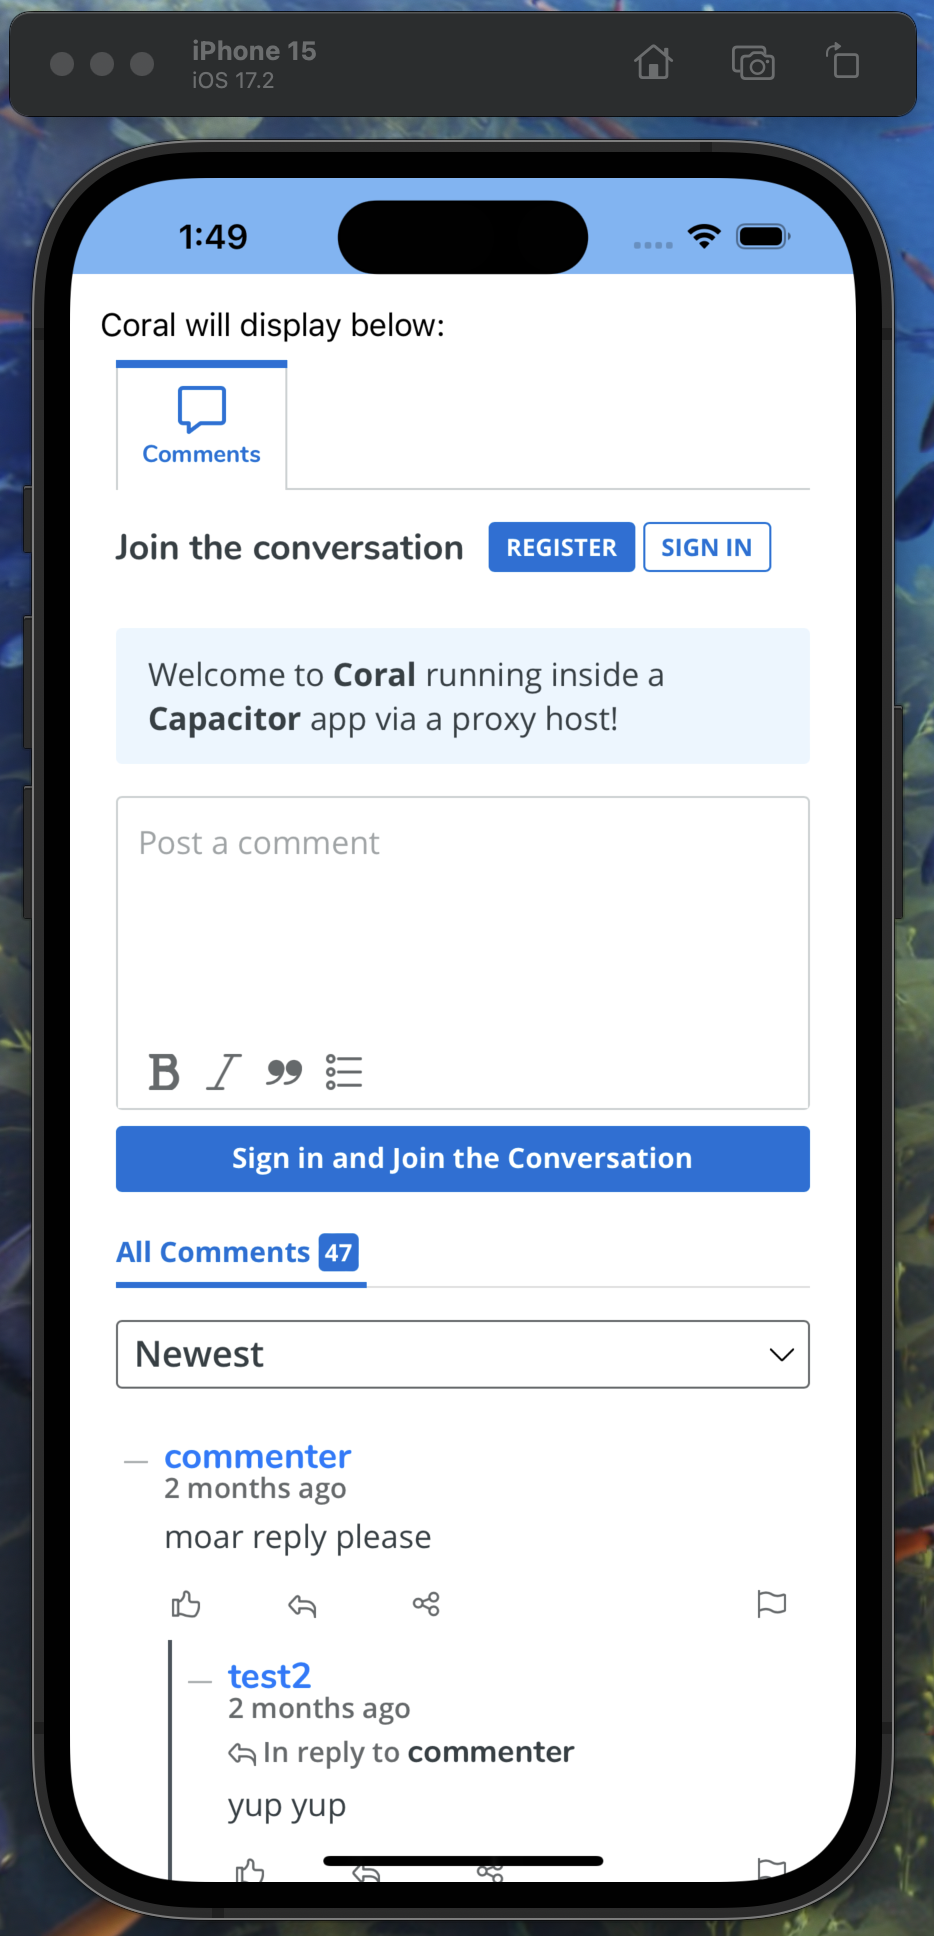 iPhone 15
iOS 17.2
1:49
Coral will display below:
Comments
Join the conversation REGISTER SIGN IN
Welcome to Coral running inside a
Capacitor app via a proxy host!
Post a comment
B I
Sign in and Join the Conversation
All Comments 47
Newest
commenter
2 months ago
moar reply please
test2
2 months ago
In reply to commenter
yup yup